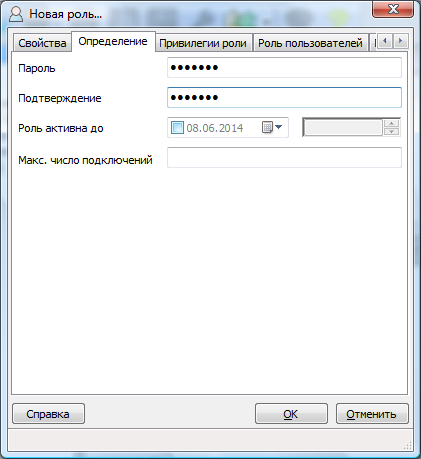 Новая роль...
Свойства Определение Привилегии роли Роль пользователей
Пароль •••••••
Подтверждение •••••••
Роль активна до 08.06.2014
Макс. число подключений
Справка OK Отменить